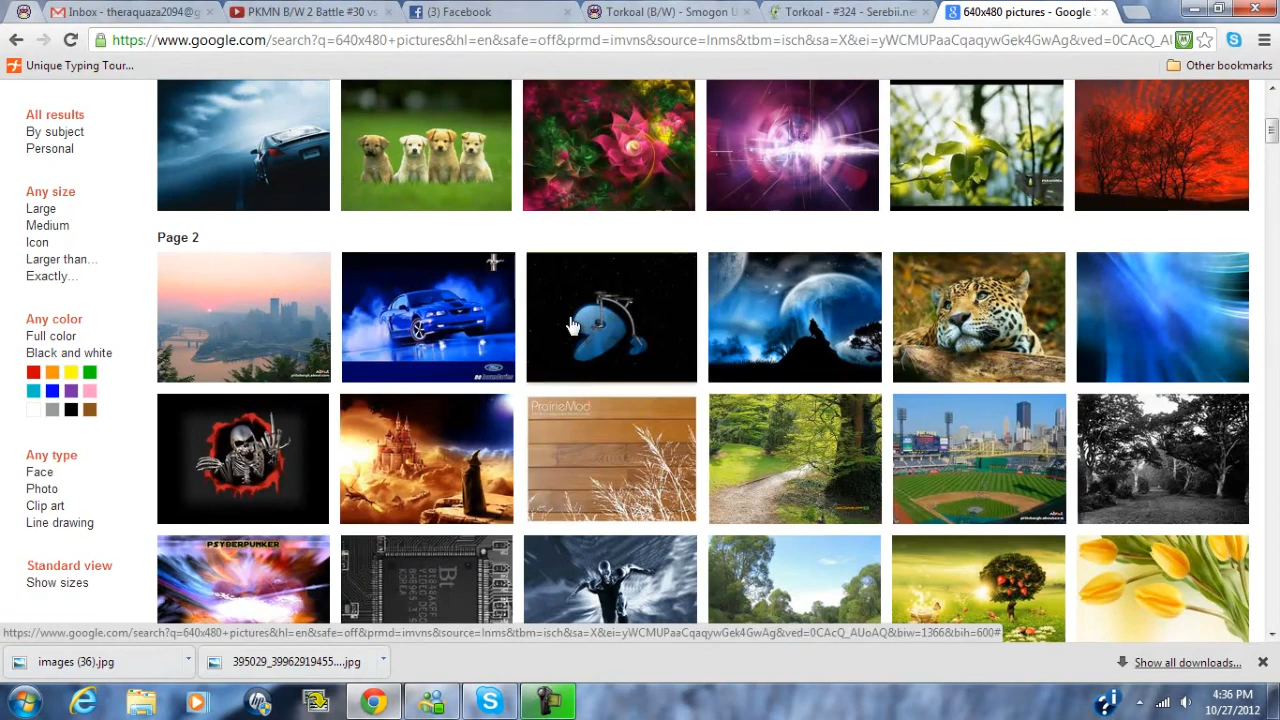 Inbox - theraquaza2094@g
PKMN B/W 2 Battle #30 vs
(3) Facebook
Torkoal (B/W) - Smogon U
Torkoal - #324 - Serebii.net
640x480 pictures - Google
https://www.google.com/search?q=640x480+pictures&hl=en&safe=off&prmd=imvns&source=lnms&tbm=isch&sa=X&ei=yWCMUPaaCqaqywGek4GwAg&ved=0CAcQ_AU
Unique Typing Tour...
Other bookmarks
All results
By subject
Personal
Any size
Large
Medium
Icon
Larger than...
Exactly...
Any color
Full color
Black and white
Any type
Face
Photo
Clip art
Line drawing
Standard view
Show sizes
Page 2
PrairieMod
PSYBERPUNKER
Bt
KOREA
https://www.google.com/search?q=640x480+pictures&hl=en&safe=off&prmd=imvns&source=lnms&tbm=isch&sa=X&ei=yWCMUPaaCqaqywGek4GwAg&ved=0CAcQ_AUoAQ&biw=1366&bih=600#
images (36).jpg
395029_39962919455....jpg
Show all downloads...
4:36 PM
10/27/2012